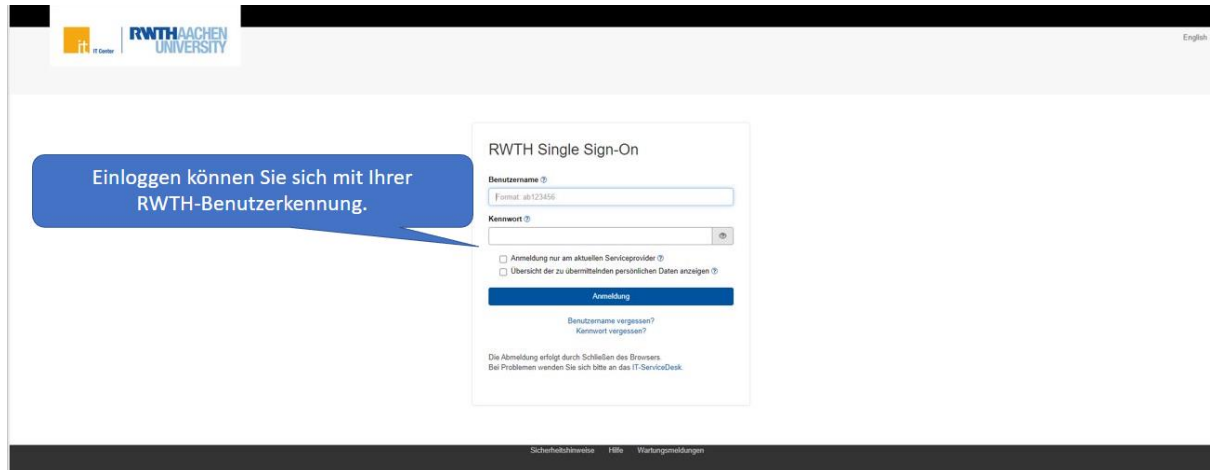 it IT Center
RWTHAACHEN
UNIVERSITY
English
RWTH Single Sign-On
Einloggen können Sie sich mit Ihrer
RWTH-Benutzerkennung.
Benutzername ?
Format: ab123456
Kennwort ?
Anmeldung nur am aktuellen Serviceprovider ?
Übersicht der zu übermittelnden persönlichen Daten anzeigen ?
Anmeldung
Benutzername vergessen?
Kennwort vergessen?
Die Abmeldung erfolgt durch Schließen des Browsers.
Bei Problemen wenden Sie sich bitte an das IT-ServiceDesk.
Sicherheitshinweise Hilfe Wartungsmeldungen